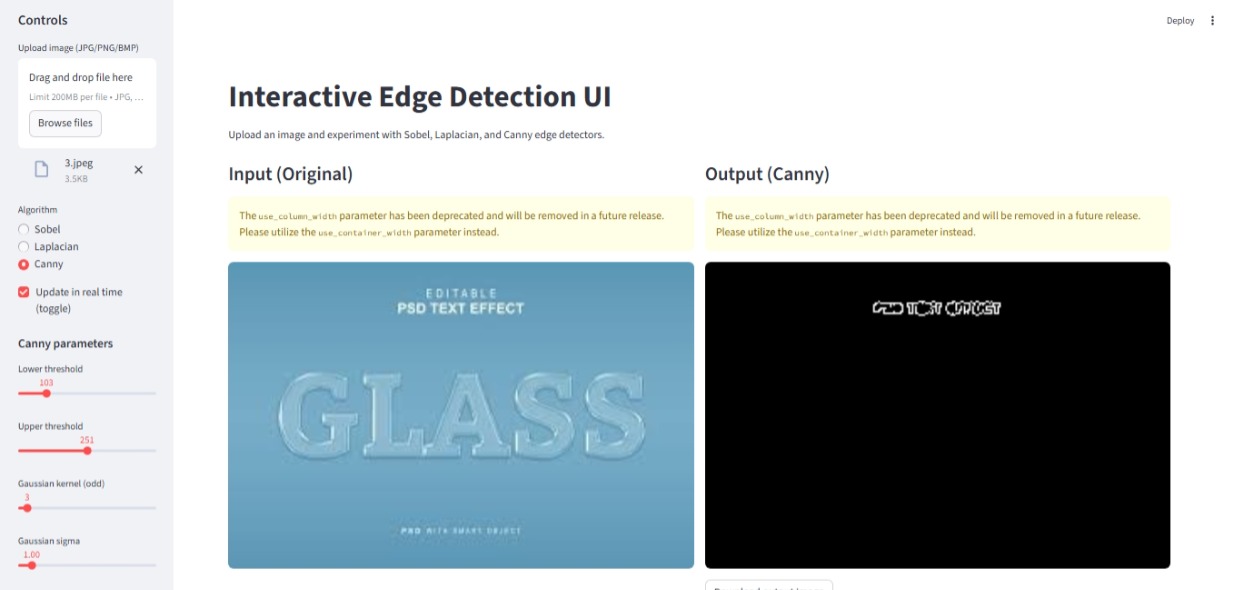 Controls
Deploy
Upload image (JPG/PNG/BMP)
Drag and drop file here
Limit 200MB per file • JPG, ...
Browse files
3.jpeg
3.5KB
Algorithm
Sobel
Laplacian
Canny
Update in real time
(toggle)
Canny parameters
Lower threshold
103
Upper threshold
251
Gaussian kernel (odd)
3
Gaussian sigma
1.00
Interactive Edge Detection UI
Upload an image and experiment with Sobel, Laplacian, and Canny edge detectors.
Input (Original)
The use_column_width parameter has been deprecated and will be removed in a future release.
Please utilize the use_container_width parameter instead.
EDITABLE
PSD TEXT EFFECT
GLASS
PSD WITH SMART OBJECT
Output (Canny)
The use_column_width parameter has been deprecated and will be removed in a future release.
Please utilize the use_container_width parameter instead.